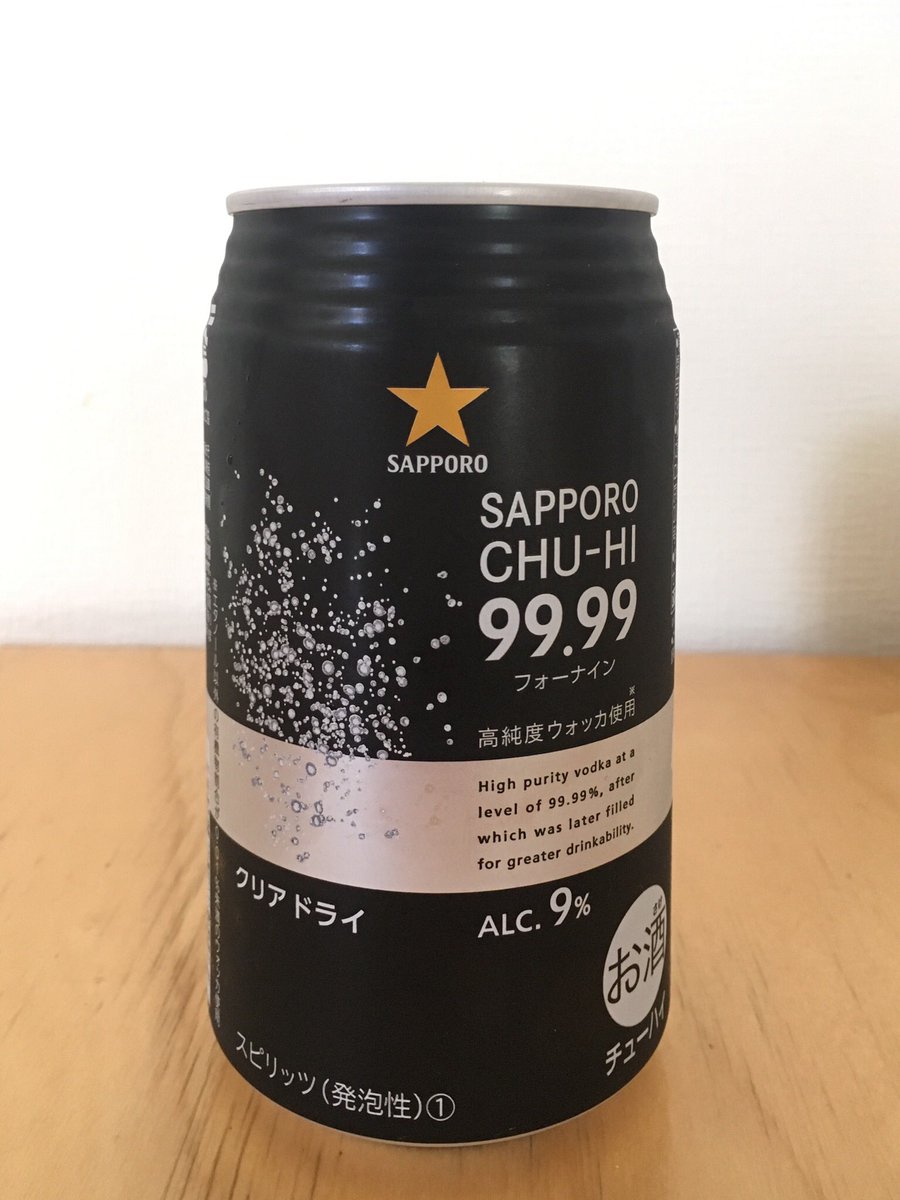 SAPPORO
SAPPORO
CHU-HI
99.99
フォーナイン
高純度ウォッカ使用※
High purity vodka at a
level of 99.99%, after
which was later filled
for greater drinkability.
クリアドライ
ALC. 9%
さけ
お酒
チューハイ
スピリッツ(発泡性)①